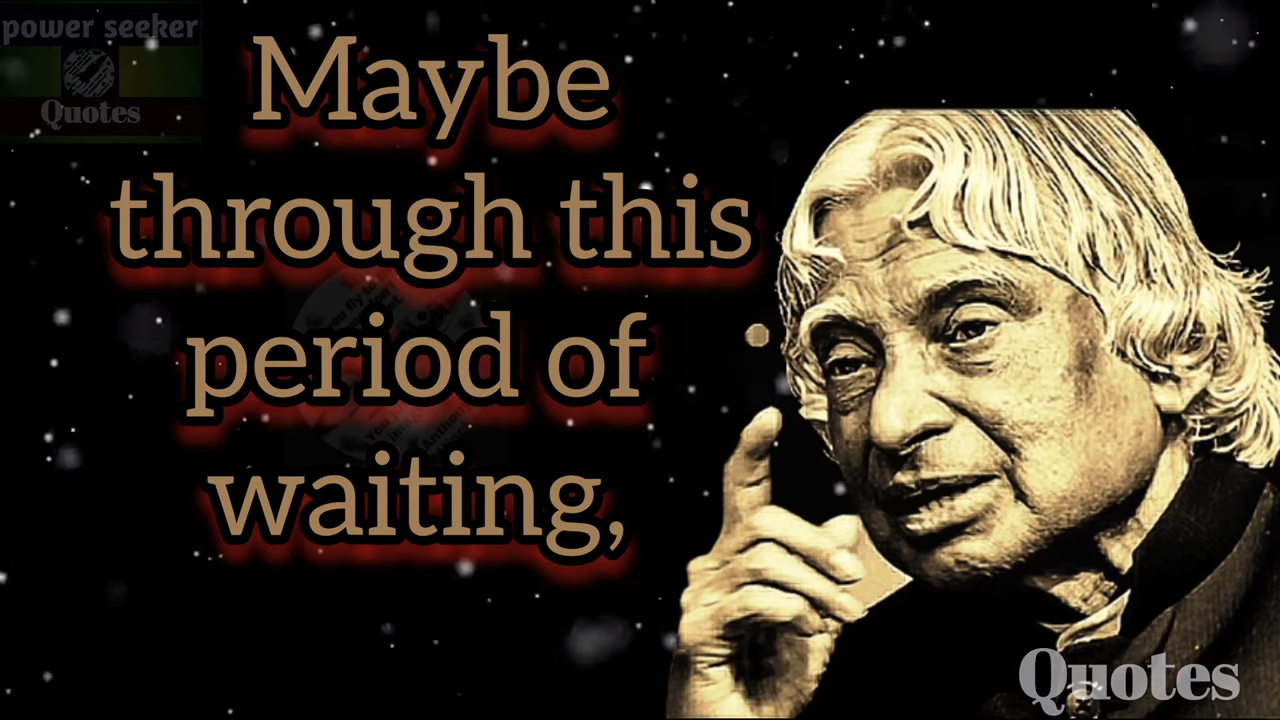 power seeker
Quotes
Maybe
through this
period of
waiting,
Quotes